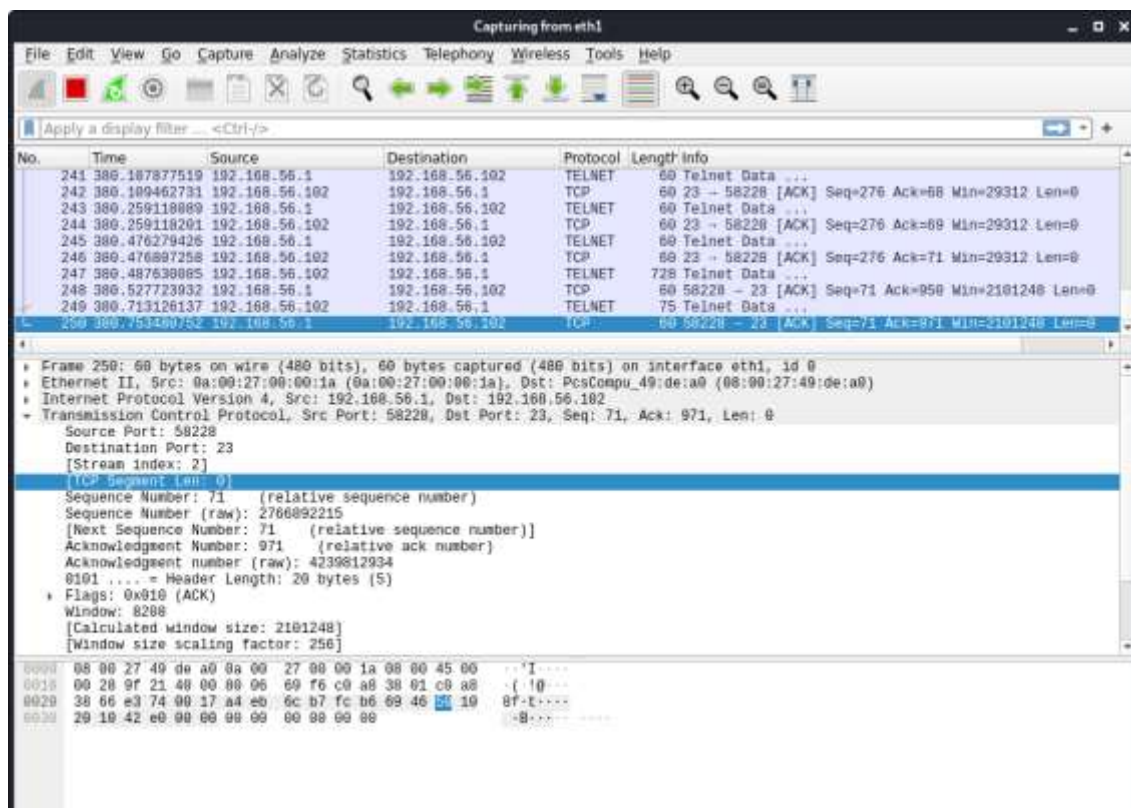 Capturing from eth1
File Edit View Go Capture Analyze Statistics Telephony Wireless Tools Help
Apply a display filter ... <Ctrl-/>
No. Time Source Destination Protocol Length Info
241 380.107877519 192.168.56.1 192.168.56.102 TELNET 60 Telnet Data ...
242 380.109462731 192.168.56.102 192.168.56.1 TCP 60 23 → 58228 [ACK] Seq=276 Ack=68 Win=29312 Len=0
243 380.259118089 192.168.56.1 192.168.56.102 TELNET 60 Telnet Data ...
244 380.259118201 192.168.56.102 192.168.56.1 TCP 60 23 → 58228 [ACK] Seq=276 Ack=69 Win=29312 Len=0
245 380.476279426 192.168.56.1 192.168.56.102 TELNET 60 Telnet Data ...
246 380.476807258 192.168.56.102 192.168.56.1 TCP 60 23 → 58228 [ACK] Seq=276 Ack=71 Win=29312 Len=0
247 380.487630085 192.168.56.102 192.168.56.1 TELNET 728 Telnet Data ...
248 380.527723932 192.168.56.1 192.168.56.102 TCP 60 58228 → 23 [ACK] Seq=71 Ack=950 Win=2101248 Len=0
249 380.713126137 192.168.56.102 192.168.56.1 TELNET 75 Telnet Data ...
250 380.753480752 192.168.56.1 192.168.56.102 TCP 60 58228 → 23 [ACK] Seq=71 Ack=971 Win=2101248 Len=0
Frame 250: 60 bytes on wire (480 bits), 60 bytes captured (480 bits) on interface eth1, id 0
Ethernet II, Src: 0a:00:27:00:00:1a (0a:00:27:00:00:1a), Dst: PcsCompu_49:de:a0 (08:00:27:49:de:a0)
Internet Protocol Version 4, Src: 192.168.56.1, Dst: 192.168.56.102
Transmission Control Protocol, Src Port: 58228, Dst Port: 23, Seq: 71, Ack: 971, Len: 0
Source Port: 58228
Destination Port: 23
[Stream index: 2]
[TCP Segment Len: 0]
Sequence Number: 71 (relative sequence number)
Sequence Number (raw): 2766892215
[Next Sequence Number: 71 (relative sequence number)]
Acknowledgment Number: 971 (relative ack number)
Acknowledgment number (raw): 4239812934
0101 .... = Header Length: 20 bytes (5)
Flags: 0x010 (ACK)
Window: 8208
[Calculated window size: 2101248]
[Window size scaling factor: 256]
0000 08 00 27 49 de a0 0a 00 27 00 00 1a 08 00 45 00 ··'I····
0010 00 28 9f 21 40 00 80 06 69 f6 c0 a8 38 01 c0 a8 ·(·!@···
0020 38 66 e3 74 00 17 a4 eb 6c b7 fc b6 69 46 50 10 8f·t····
0030 20 10 42 e0 00 00 00 00 00 00 00 00 ·B·····